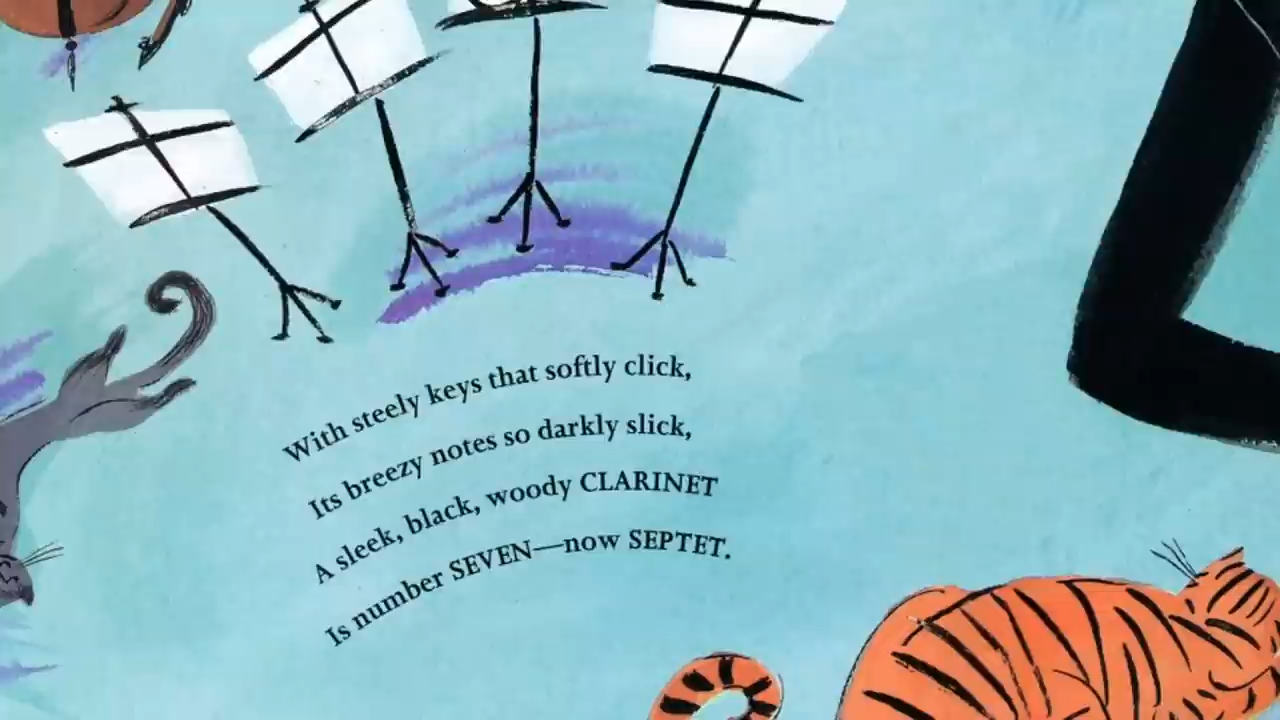 With steely keys that softly click,
Its breezy notes so darkly slick,
A sleek, black, woody CLARINET
Is number SEVEN—now SEPTET.